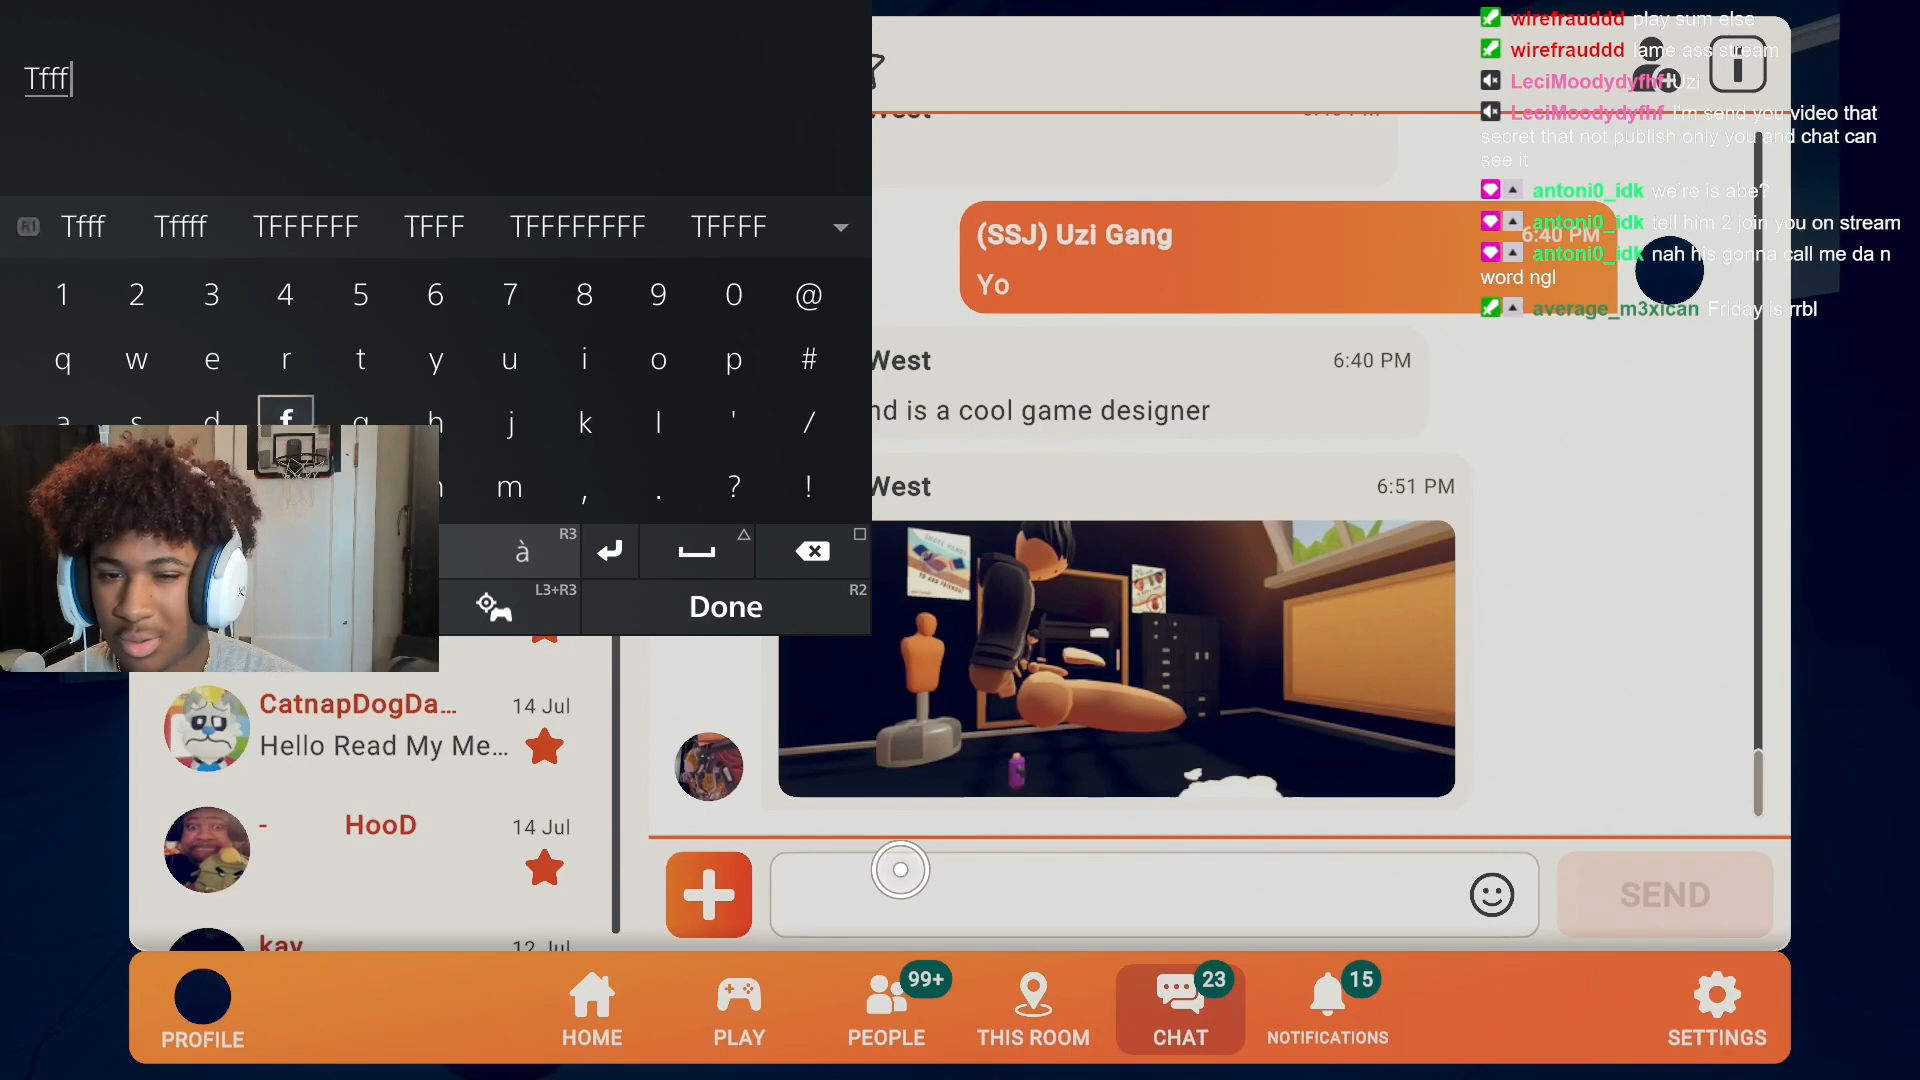 Tfff
R1 Tfff Tffff TFFFFFF TFFF TFFFFFFFF TFFFF
1 2 3 4 5 6 7 8 9 0 @
q w e r t y u i o p #
a s d f g h j k l ' /
m , . ? !
à R3
L3+R3 Done R2
wirefrauddd play sum else
wirefrauddd lame ass stream
LeciMoodydyfhf Uzi
LeciMoodydyfhf I'm send you video that
secret that not publish only you and chat can
see it
antoni0_idk we're is abe?
antoni0_idk tell him 2 join you on stream
antoni0_idk nah his gonna call me da n
word ngl
average_m3xican Friday is rrbl
(SSJ) Uzi Gang 6:40 PM
Yo
West 6:40 PM
nd is a cool game designer
West 6:51 PM
CatnapDogDa... 14 Jul
Hello Read My Me...
- HooD 14 Jul
kay 12 Jul
SEND
PROFILE
HOME
PLAY
PEOPLE 99+
THIS ROOM
CHAT 23
NOTIFICATIONS 15
SETTINGS